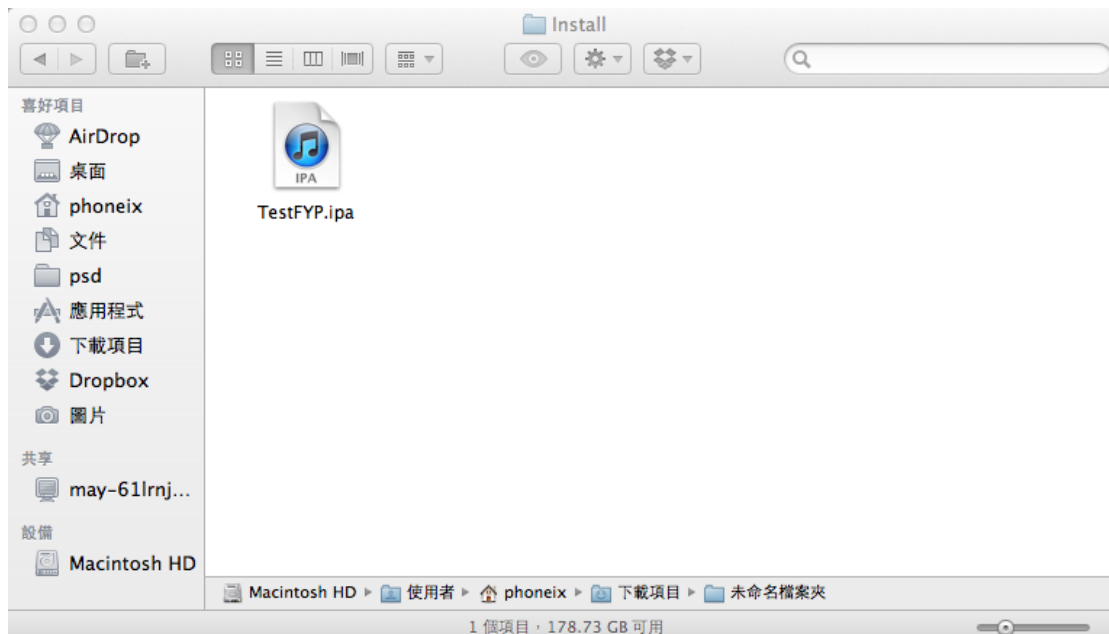 Install
喜好項目
AirDrop
桌面
phoneix
文件
psd
應用程式
下載項目
Dropbox
圖片
共享
may-61lrnj...
設備
Macintosh HD
IPA
TestFYP.ipa
Macintosh HD ▸ 使用者 ▸ phoneix ▸ 下載項目 ▸ 未命名檔案夾
1 個項目，178.73 GB 可用